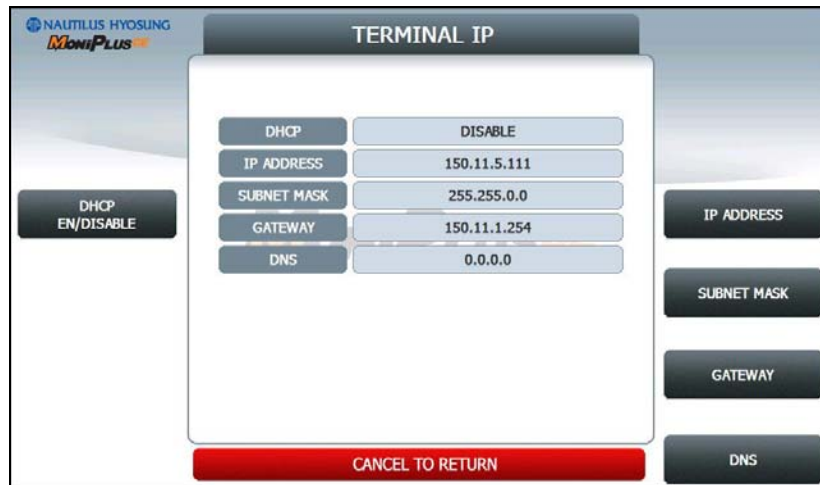 NAUTILUS HYOSUNG
MoniPlus
TERMINAL IP
DHCP DISABLE
IP ADDRESS 150.11.5.111
SUBNET MASK 255.255.0.0
GATEWAY 150.11.1.254
DNS 0.0.0.0
DHCP
EN/DISABLE
IP ADDRESS
SUBNET MASK
GATEWAY
DNS
CANCEL TO RETURN